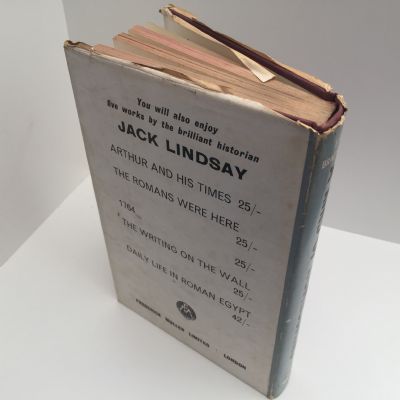 You will also enjoy
five works by the brilliant historian
JACK LINDSAY
ARTHUR AND HIS TIMES 25/-
THE ROMANS WERE HERE
25/-
1764
25/-
THE WRITING ON THE WALL
25/-
DAILY LIFE IN ROMAN EGYPT
42/-
FREDERICK MULLER LIMITED · LONDON